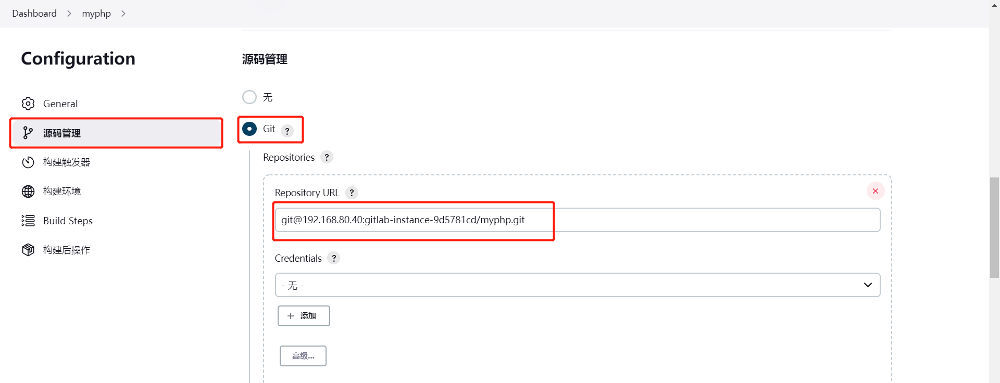 Dashboard > myphp >
Configuration
General
源码管理
构建触发器
构建环境
Build Steps
构建后操作
源码管理
无
Git ?
Repositories ?
Repository URL ?
git@192.168.80.40:gitlab-instance-9d5781cd/myphp.git
Credentials ?
- 无 -
+ 添加
高级...